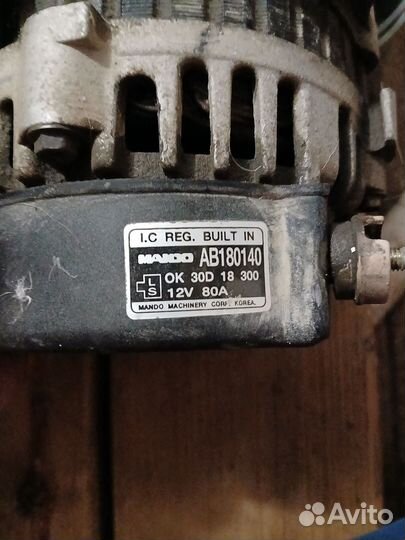 I.C REG. BUILT IN
MANDO AB180140
L S OK 30D 18 300
12V 80A
MANDO MACHINERY CORP. KOREA.
Avito